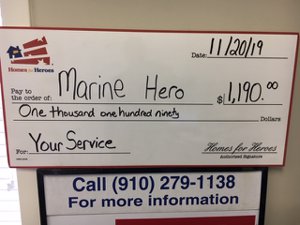 Homes for Heroes
Date: 11/20/19
Pay to
the order of: Marine Hero $1,190.00
One thousand one hundred ninety Dollars
For: Your Service Homes for Heroes
Authorized Signature
Call (910) 279-1138
For more information